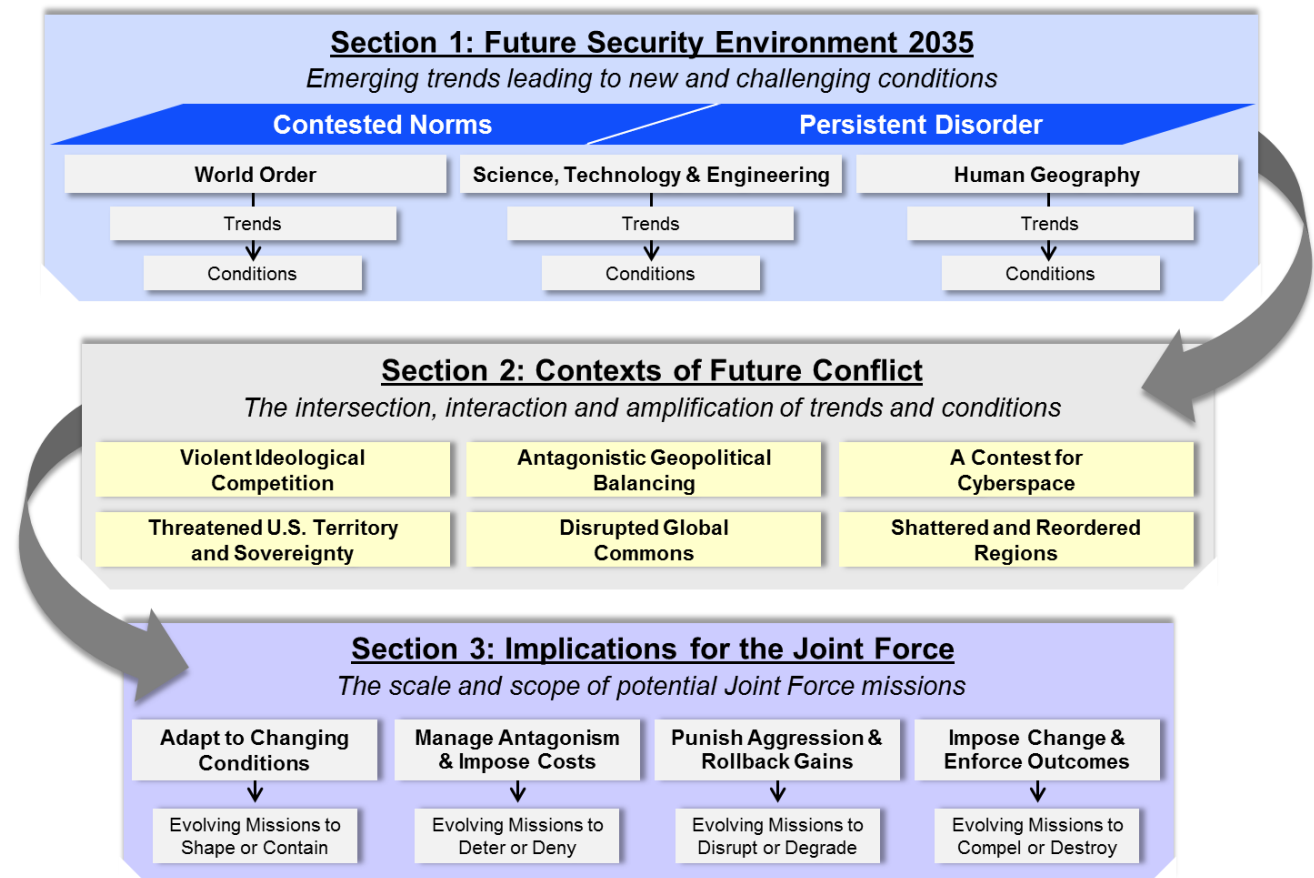 Section 1: Future Security Environment 2035
Emerging trends leading to new and challenging conditions
Contested Norms
Persistent Disorder
World Order
Science, Technology & Engineering
Human Geography
Trends
Trends
Trends
Conditions
Conditions
Conditions
Section 2: Contexts of Future Conflict
The intersection, interaction and amplification of trends and conditions
Violent Ideological
Competition
Antagonistic Geopolitical
Balancing
A Contest for
Cyberspace
Threatened U.S. Territory
and Sovereignty
Disrupted Global
Commons
Shattered and Reordered
Regions
Section 3: Implications for the Joint Force
The scale and scope of potential Joint Force missions
Adapt to Changing
Conditions
Manage Antagonism
& Impose Costs
Punish Aggression &
Rollback Gains
Impose Change &
Enforce Outcomes
Evolving Missions to
Shape or Contain
Evolving Missions to
Deter or Deny
Evolving Missions to
Disrupt or Degrade
Evolving Missions to
Compel or Destroy